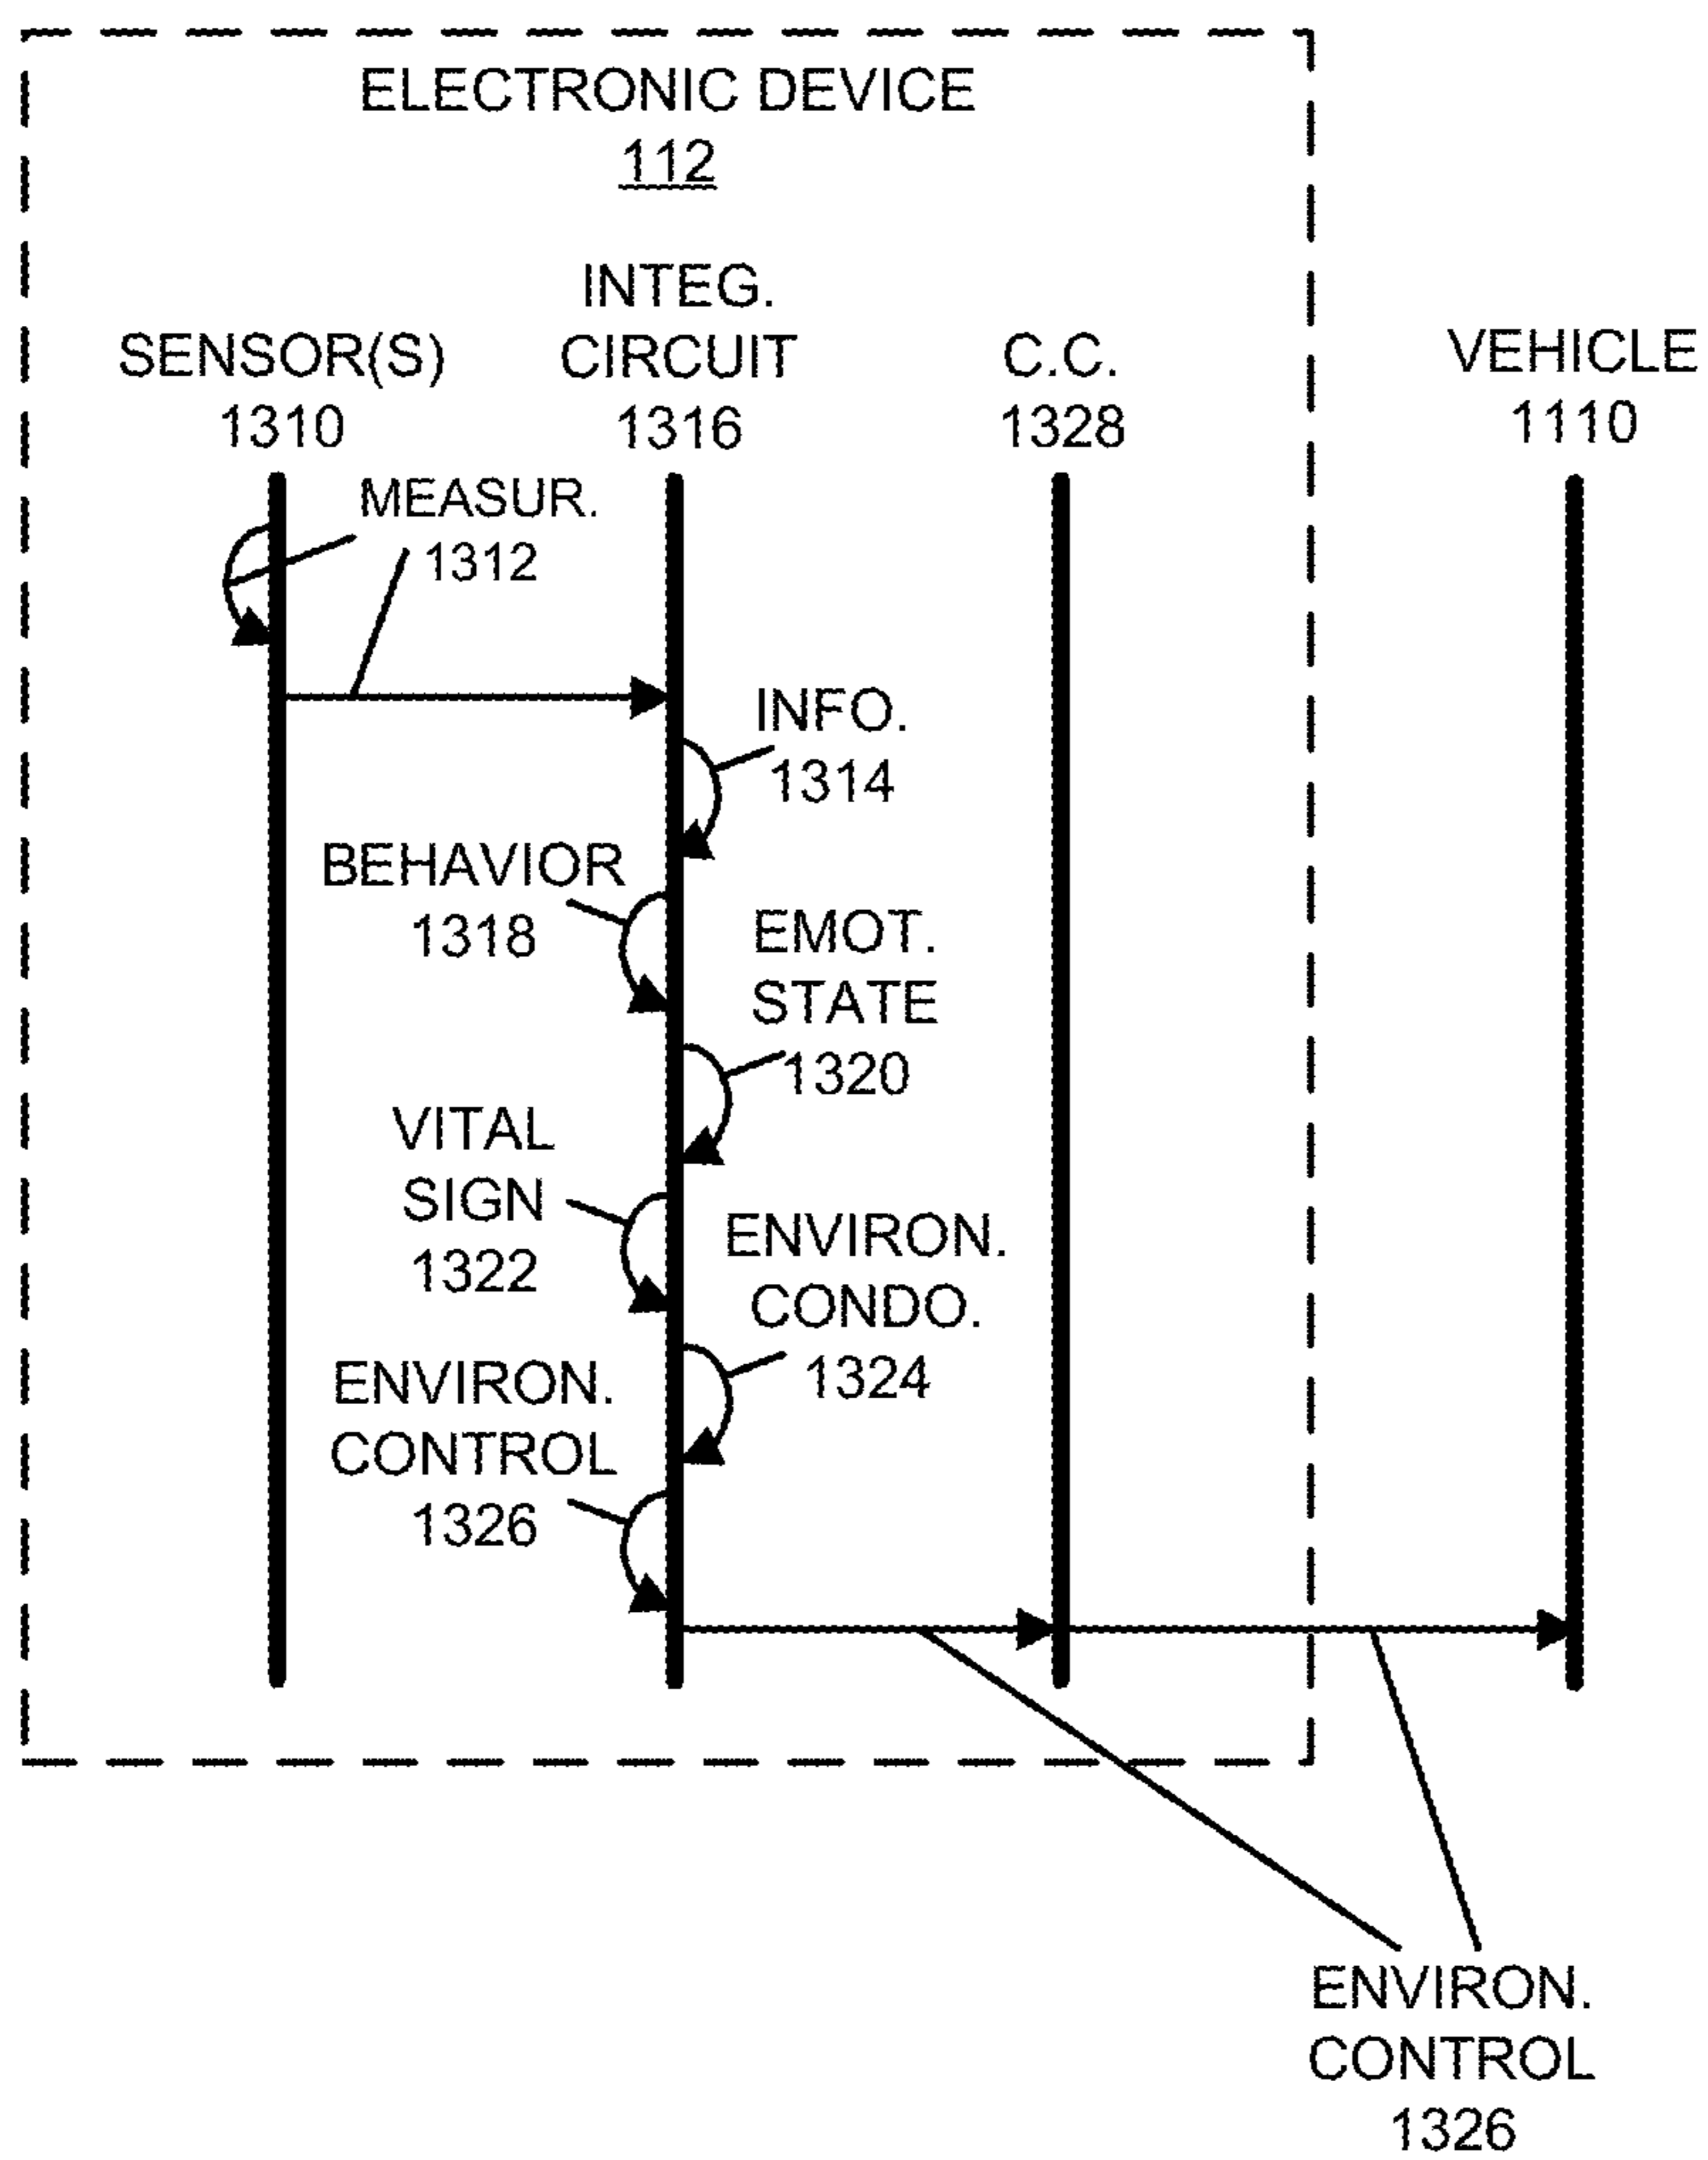 ELECTRONIC DEVICE
112
SENSOR(S)
1310
INTEG.
CIRCUIT
1316
C.C.
1328
VEHICLE
1110
MEASUR.
1312
INFO.
1314
BEHAVIOR
1318
EMOT.
STATE
1320
VITAL
SIGN
1322
ENVIRON.
CONDO.
1324
ENVIRON.
CONTROL
1326
ENVIRON.
CONTROL
1326